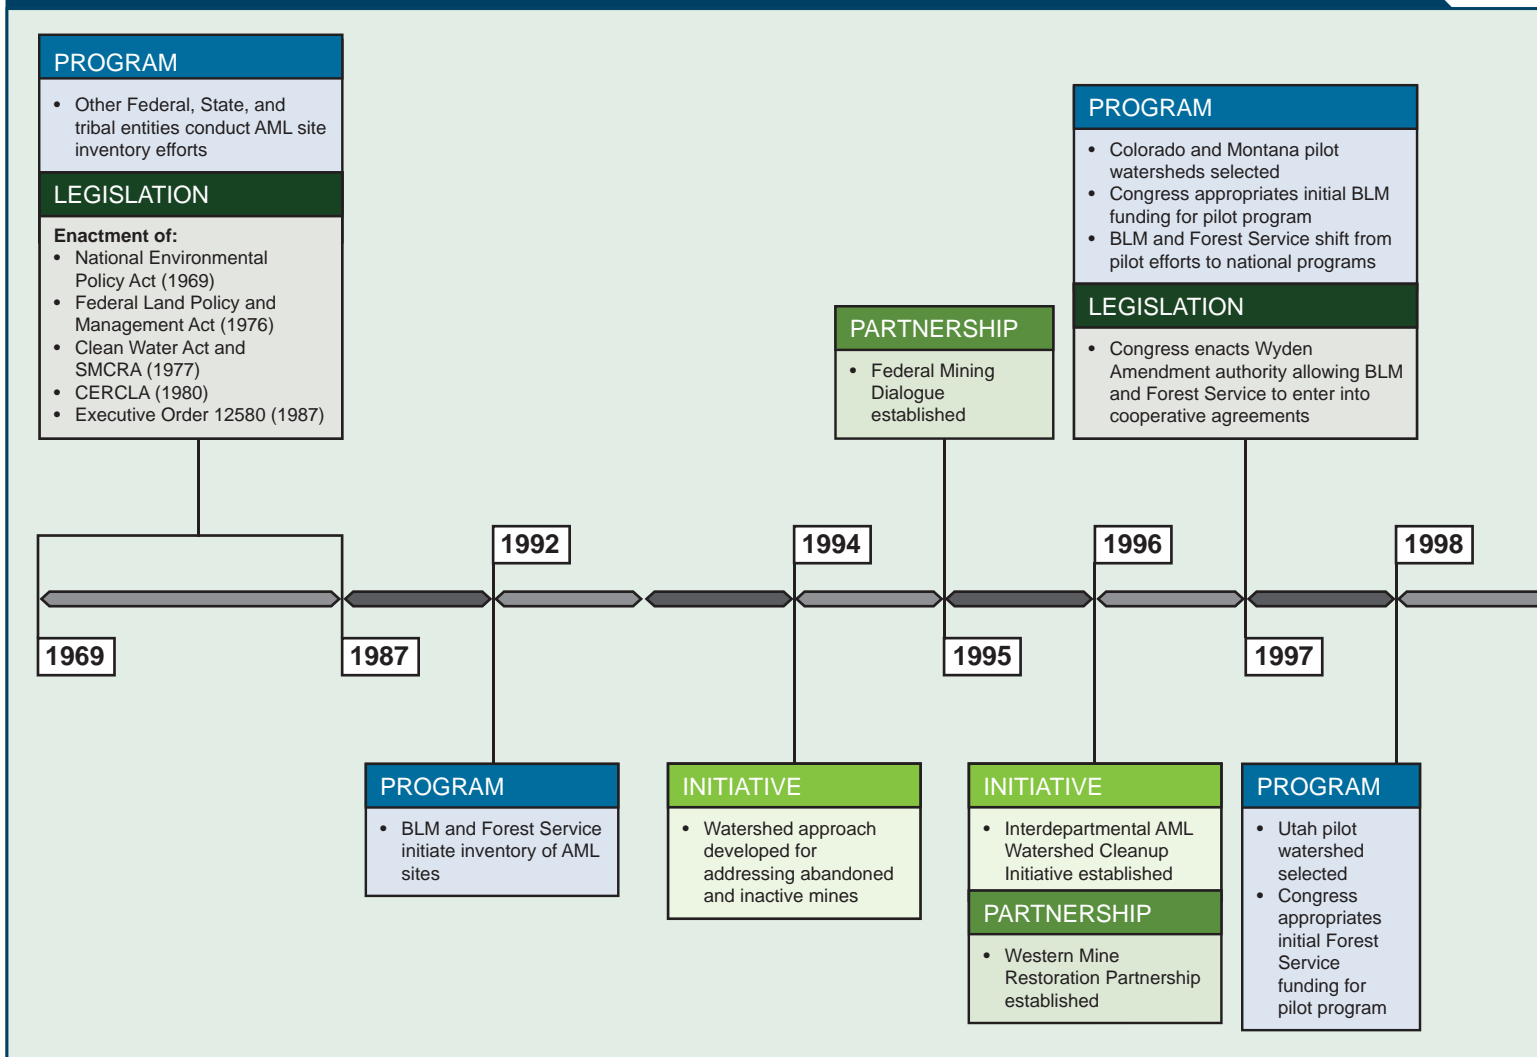 PROGRAM
• Other Federal, State, and
tribal entities conduct AML site
inventory efforts
LEGISLATION
Enactment of:
• National Environmental
Policy Act (1969)
• Federal Land Policy and
Management Act (1976)
• Clean Water Act and
SMCRA (1977)
• CERCLA (1980)
• Executive Order 12580 (1987)
PARTNERSHIP
• Federal Mining
Dialogue
established
PROGRAM
• Colorado and Montana pilot
watersheds selected
• Congress appropriates initial BLM
funding for pilot program
• BLM and Forest Service shift from
pilot efforts to national programs
LEGISLATION
• Congress enacts Wyden
Amendment authority allowing BLM
and Forest Service to enter into
cooperative agreements
1992
1994
1996
1998
1969
1987
1995
1997
PROGRAM
• BLM and Forest Service
initiate inventory of AML
sites
INITIATIVE
• Watershed approach
developed for
addressing abandoned
and inactive mines
INITIATIVE
• Interdepartmental AML
Watershed Cleanup
Initiative established
PARTNERSHIP
• Western Mine
Restoration Partnership
established
PROGRAM
• Utah pilot
watershed
selected
• Congress
appropriates
initial Forest
Service
funding for
pilot program